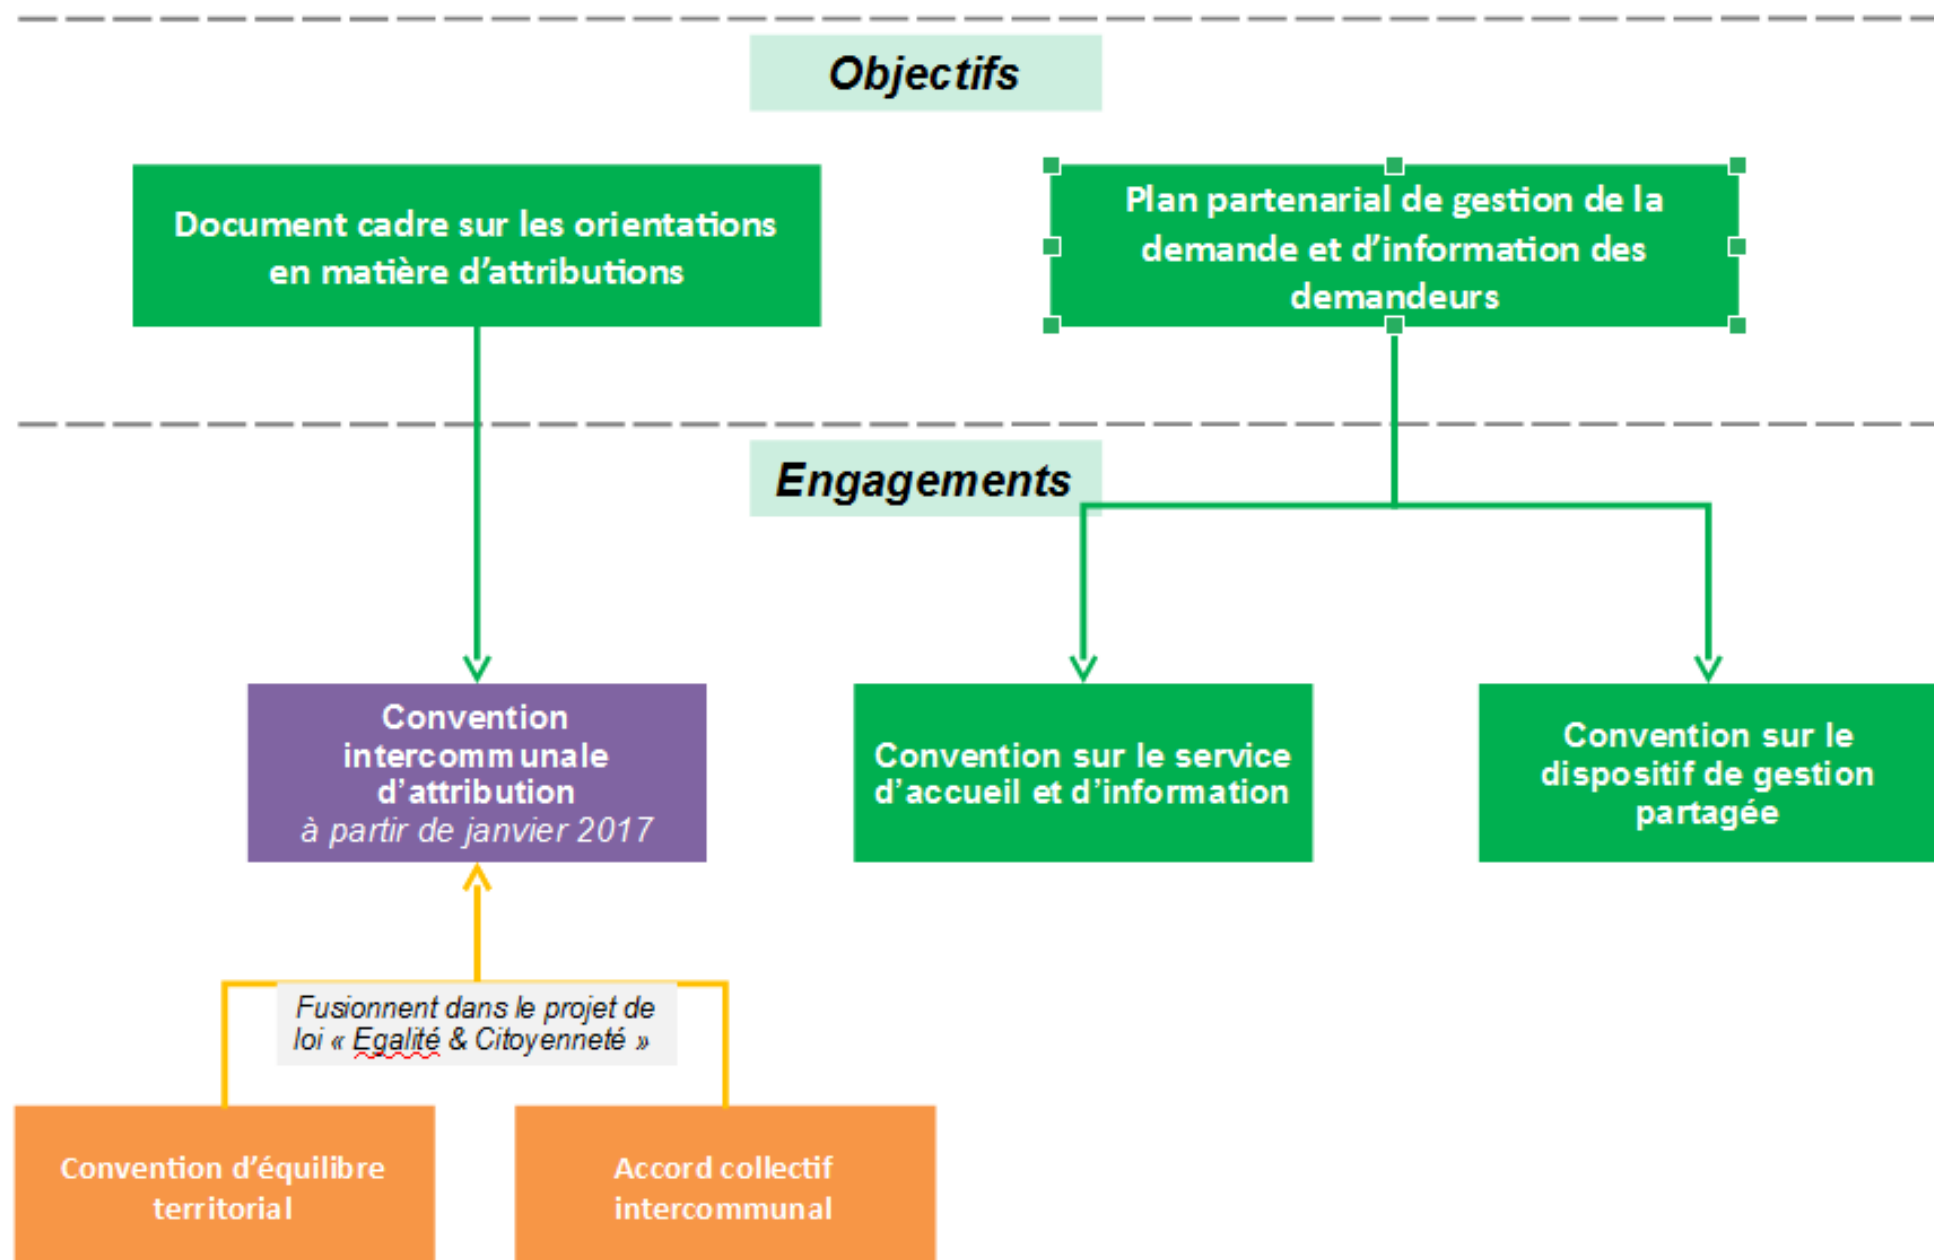 Objectifs
Document cadre sur les orientations
en matière d’attributions
Plan partenarial de gestion de la
demande et d’information des
demandeurs
Engagements
Convention
intercommunale
d’attribution
à partir de janvier 2017
Convention sur le service
d’accueil et d’information
Convention sur le
dispositif de gestion
partagée
Fusionnent dans le projet de
loi « Egalité & Citoyenneté »
Convention d’équilibre
territorial
Accord collectif
intercommunal